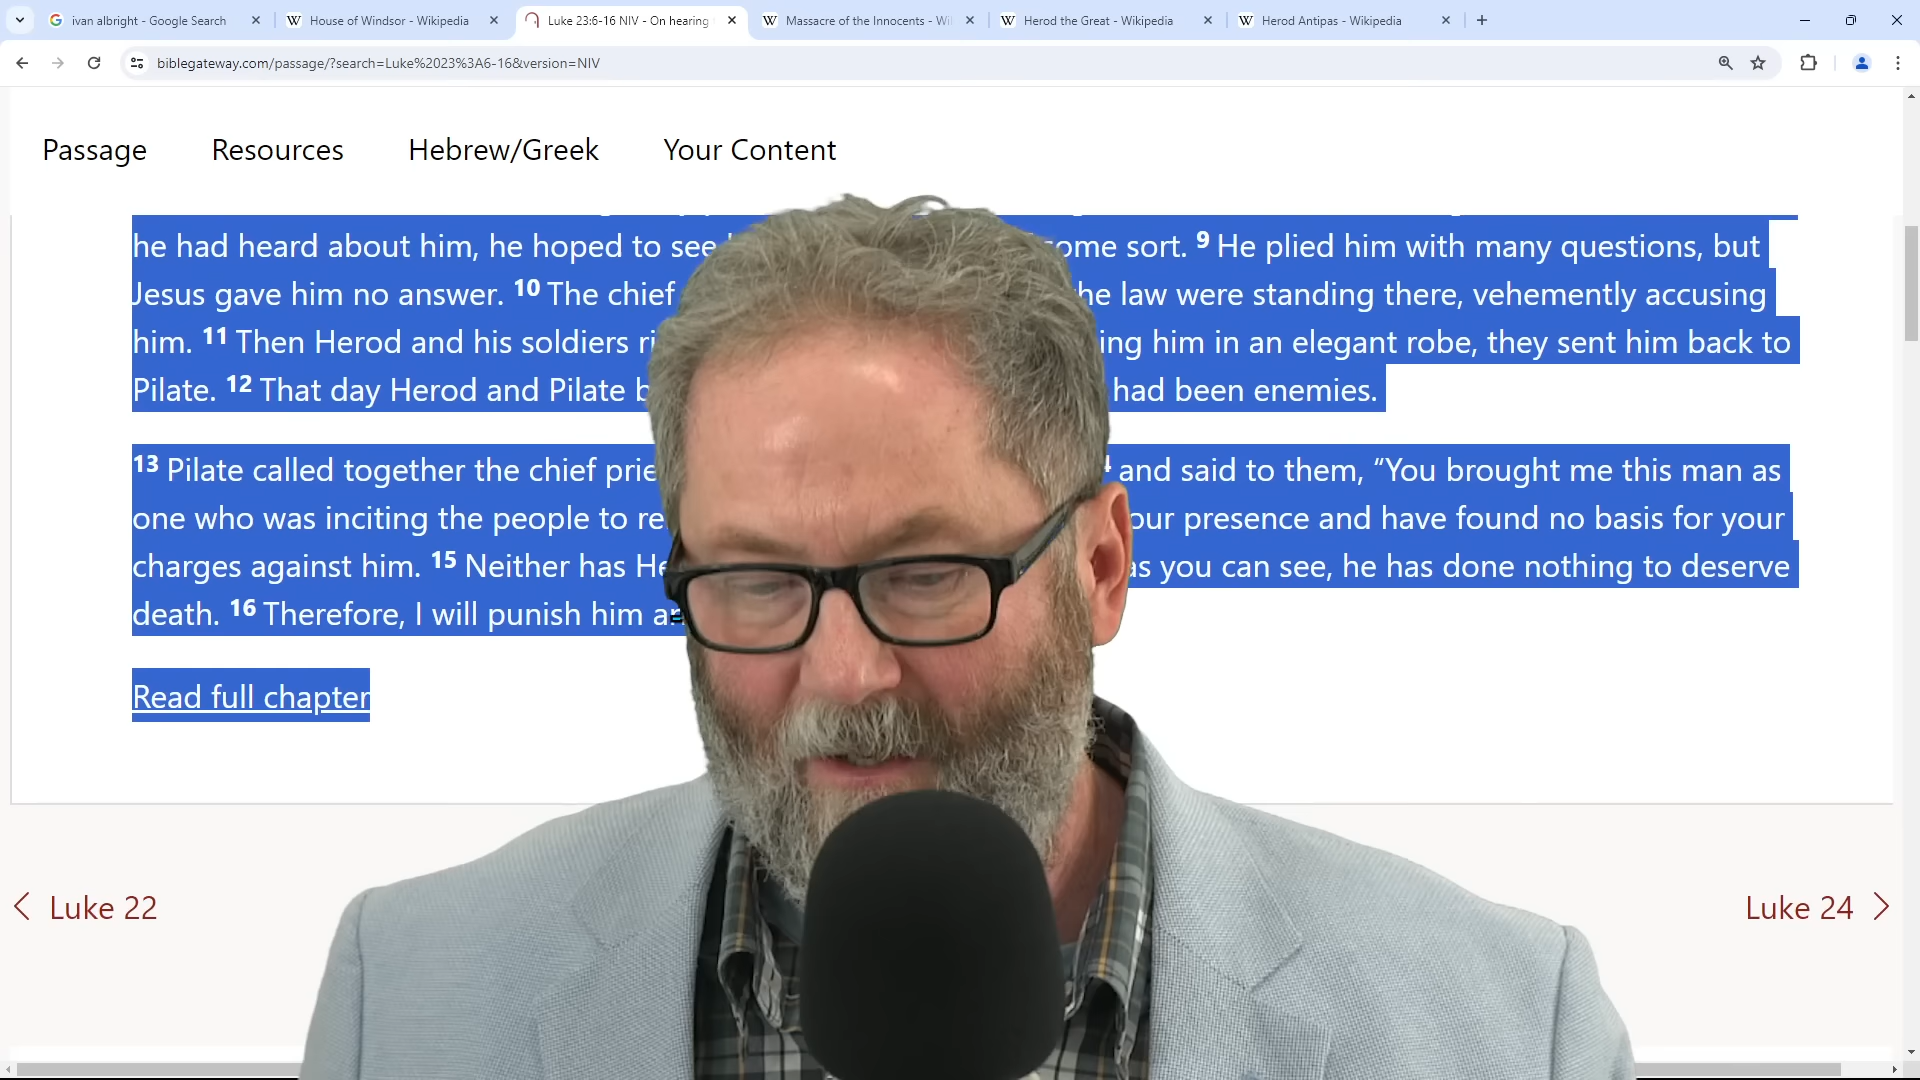 ivan albright - Google Search
House of Windsor - Wikipedia
Luke 23:6-16 NIV - On hearing
Massacre of the Innocents - Wi
Herod the Great - Wikipedia
Herod Antipas - Wikipedia
biblegateway.com/passage/?search=Luke%2023%3A6-16&version=NIV
Passage Resources Hebrew/Greek Your Content
he had heard about him, he hoped to see some sort. 9 He plied him with many questions, but
Jesus gave him no answer. 10 The chief the law were standing there, vehemently accusing
him. 11 Then Herod and his soldiers him in an elegant robe, they sent him back to
Pilate. 12 That day Herod and Pilate had been enemies.
13 Pilate called together the chief and said to them, “You brought me this man as
one who was inciting the people to your presence and have found no basis for your
charges against him. 15 Neither has as you can see, he has done nothing to deserve
death. 16 Therefore, I will punish him
Read full chapter
Luke 22
Luke 24